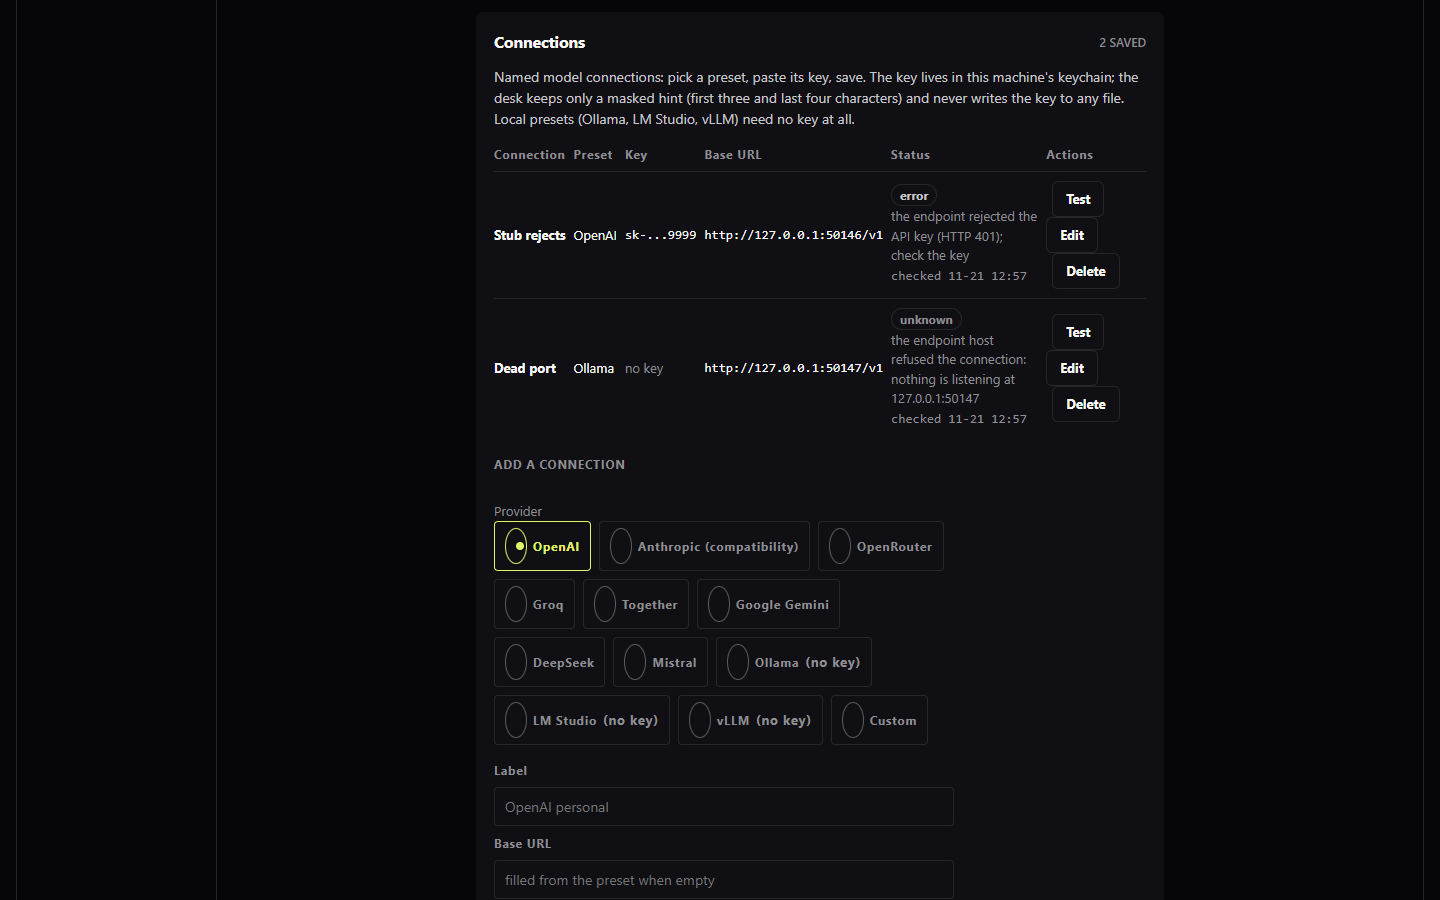 Connections
2 SAVED
Named model connections: pick a preset, paste its key, save. The key lives in this machine's keychain; the
desk keeps only a masked hint (first three and last four characters) and never writes the key to any file.
Local presets (Ollama, LM Studio, vLLM) need no key at all.
Connection Preset Key Base URL Status Actions
Stub rejects OpenAI sk-...9999 http://127.0.0.1:50146/v1
error
the endpoint rejected the
API key (HTTP 401);
check the key
checked 11-21 12:57
Test
Edit
Delete
Dead port Ollama no key http://127.0.0.1:50147/v1
unknown
the endpoint host
refused the connection:
nothing is listening at
127.0.0.1:50147
checked 11-21 12:57
Test
Edit
Delete
ADD A CONNECTION
Provider
OpenAI Anthropic (compatibility) OpenRouter
Groq Together Google Gemini
DeepSeek Mistral Ollama (no key)
LM Studio (no key) vLLM (no key) Custom
Label
OpenAI personal
Base URL
filled from the preset when empty